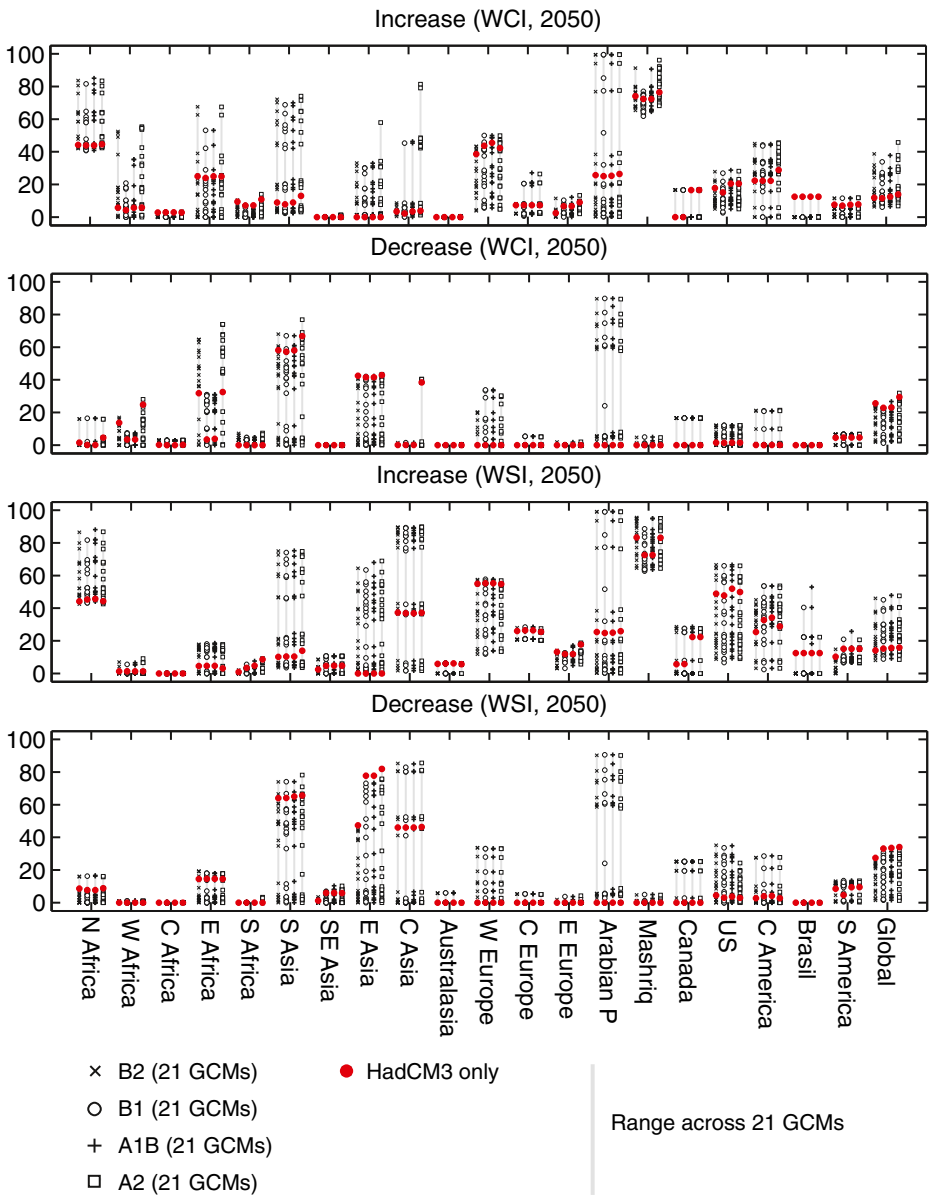 Increase (WCI, 2050)
100
80
60
40
20
0
Decrease (WCI, 2050)
100
80
60
40
20
0
Increase (WSI, 2050)
100
80
60
40
20
0
Decrease (WSI, 2050)
100
80
60
40
20
0
N Africa
W Africa
C Africa
E Africa
S Africa
S Asia
SE Asia
E Asia
C Asia
Australasia
W Europe
C Europe
E Europe
Arabian P
Mashriq
Canada
US
C America
Brasil
S America
Global
B2 (21 GCMs)
B1 (21 GCMs)
A1B (21 GCMs)
A2 (21 GCMs)
HadCM3 only
Range across 21 GCMs